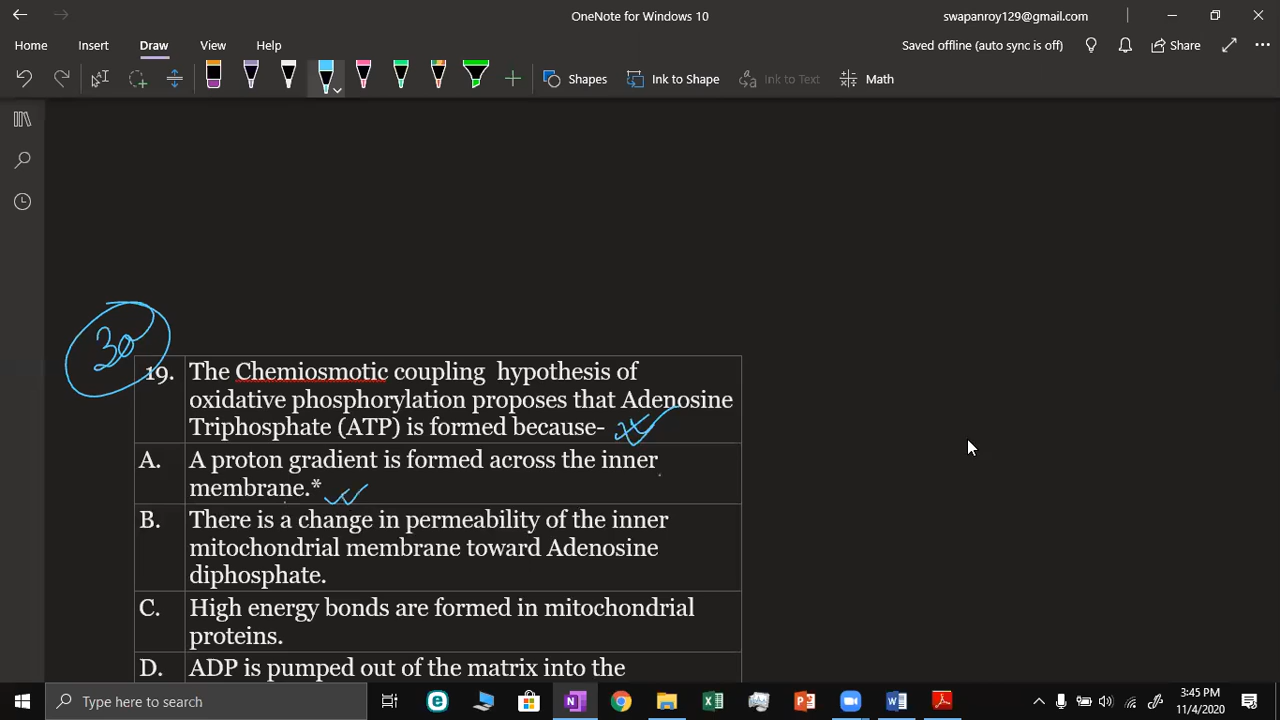 OneNote for Windows 10
swapanroy129@gmail.com
Home Insert Draw View Help
Saved offline (auto sync is off) Share
Shapes Ink to Shape Ink to Text Math
30
19. The Chemiosmotic coupling hypothesis of
oxidative phosphorylation proposes that Adenosine
Triphosphate (ATP) is formed because-
A. A proton gradient is formed across the inner
membrane.*
B. There is a change in permeability of the inner
mitochondrial membrane toward Adenosine
diphosphate.
C. High energy bonds are formed in mitochondrial
proteins.
D. ADP is pumped out of the matrix into the
Type here to search
3:45 PM
11/4/2020